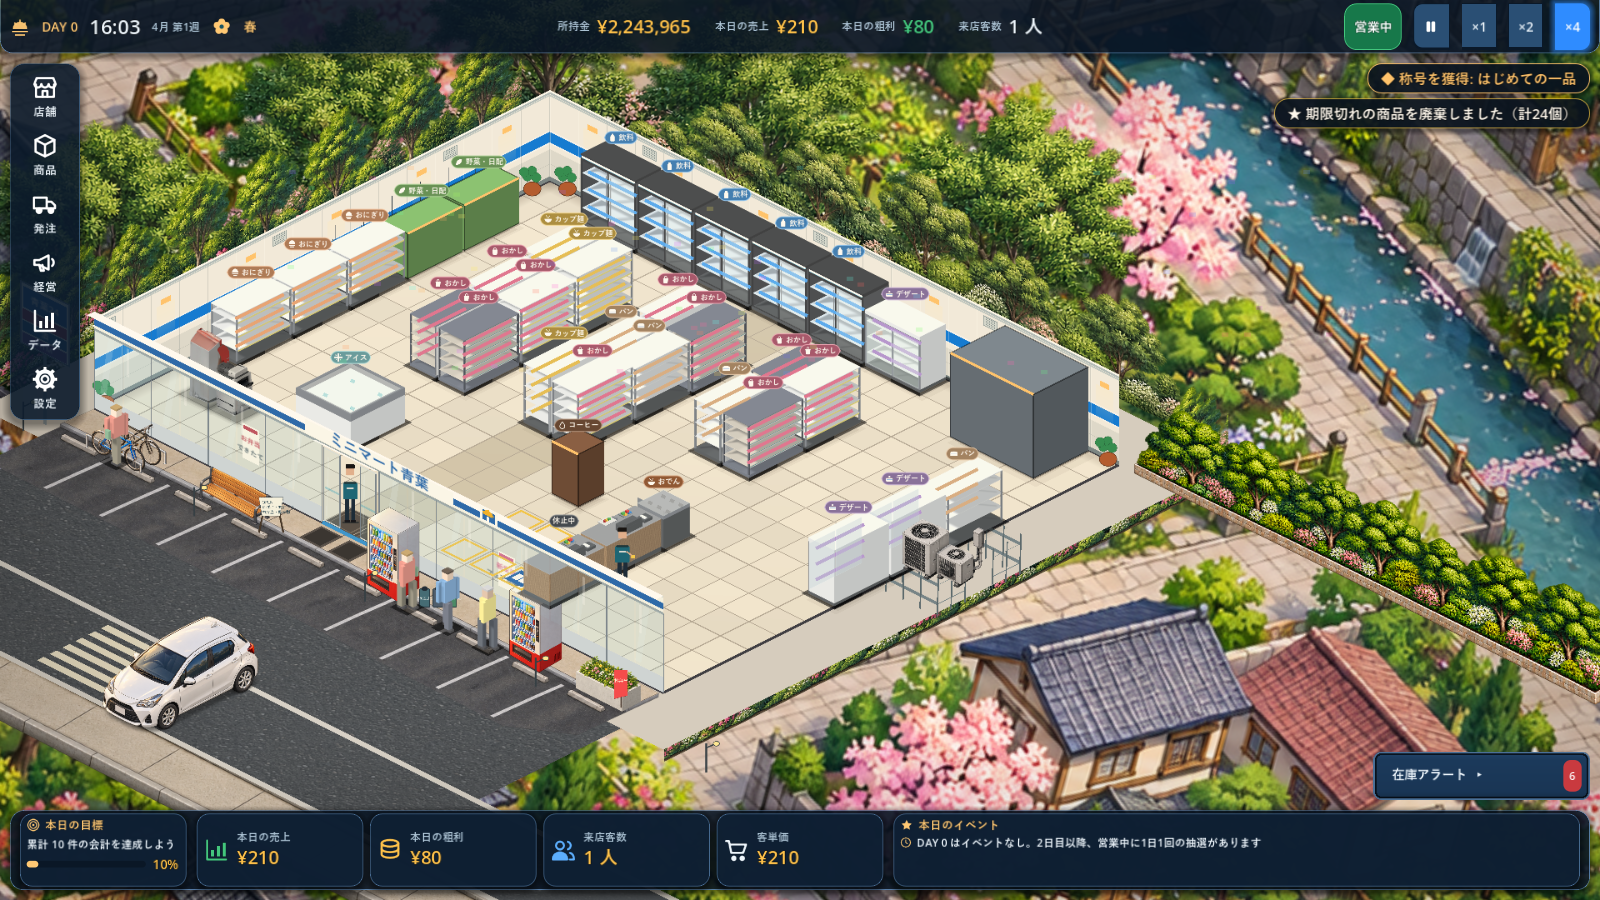 DAY 0 16:03 4月 第1週 春
所持金 ¥2,243,965 本日の売上 ¥210 本日の粗利 ¥80 来店客数 1 人
営業中 ×1 ×2 ×4
店舗
商品
発注
経営
データ
設定
◆ 称号を獲得: はじめての一品
★ 期限切れの商品を廃棄しました（計24個）
飲料
飲料
飲料
飲料
飲料
野菜・日配
野菜・日配
おにぎり
おにぎり
おにぎり
カップ麺
カップ麺
おかし
おかし
おかし
おかし
おかし
おかし
パン
パン
カップ麺
おかし
デザート
おかし
おかし
パン
おかし
アイス
コーヒー
おでん
休止中
パン
デザート
デザート
ミニマート青葉
在庫アラート ▸ 6
本日の目標
累計 10 件の会計を達成しよう
10%
本日の売上
¥210
本日の粗利
¥80
来店客数
1 人
客単価
¥210
本日のイベント
DAY 0 はイベントなし。2日目以降、営業中に1日1回の抽選があります